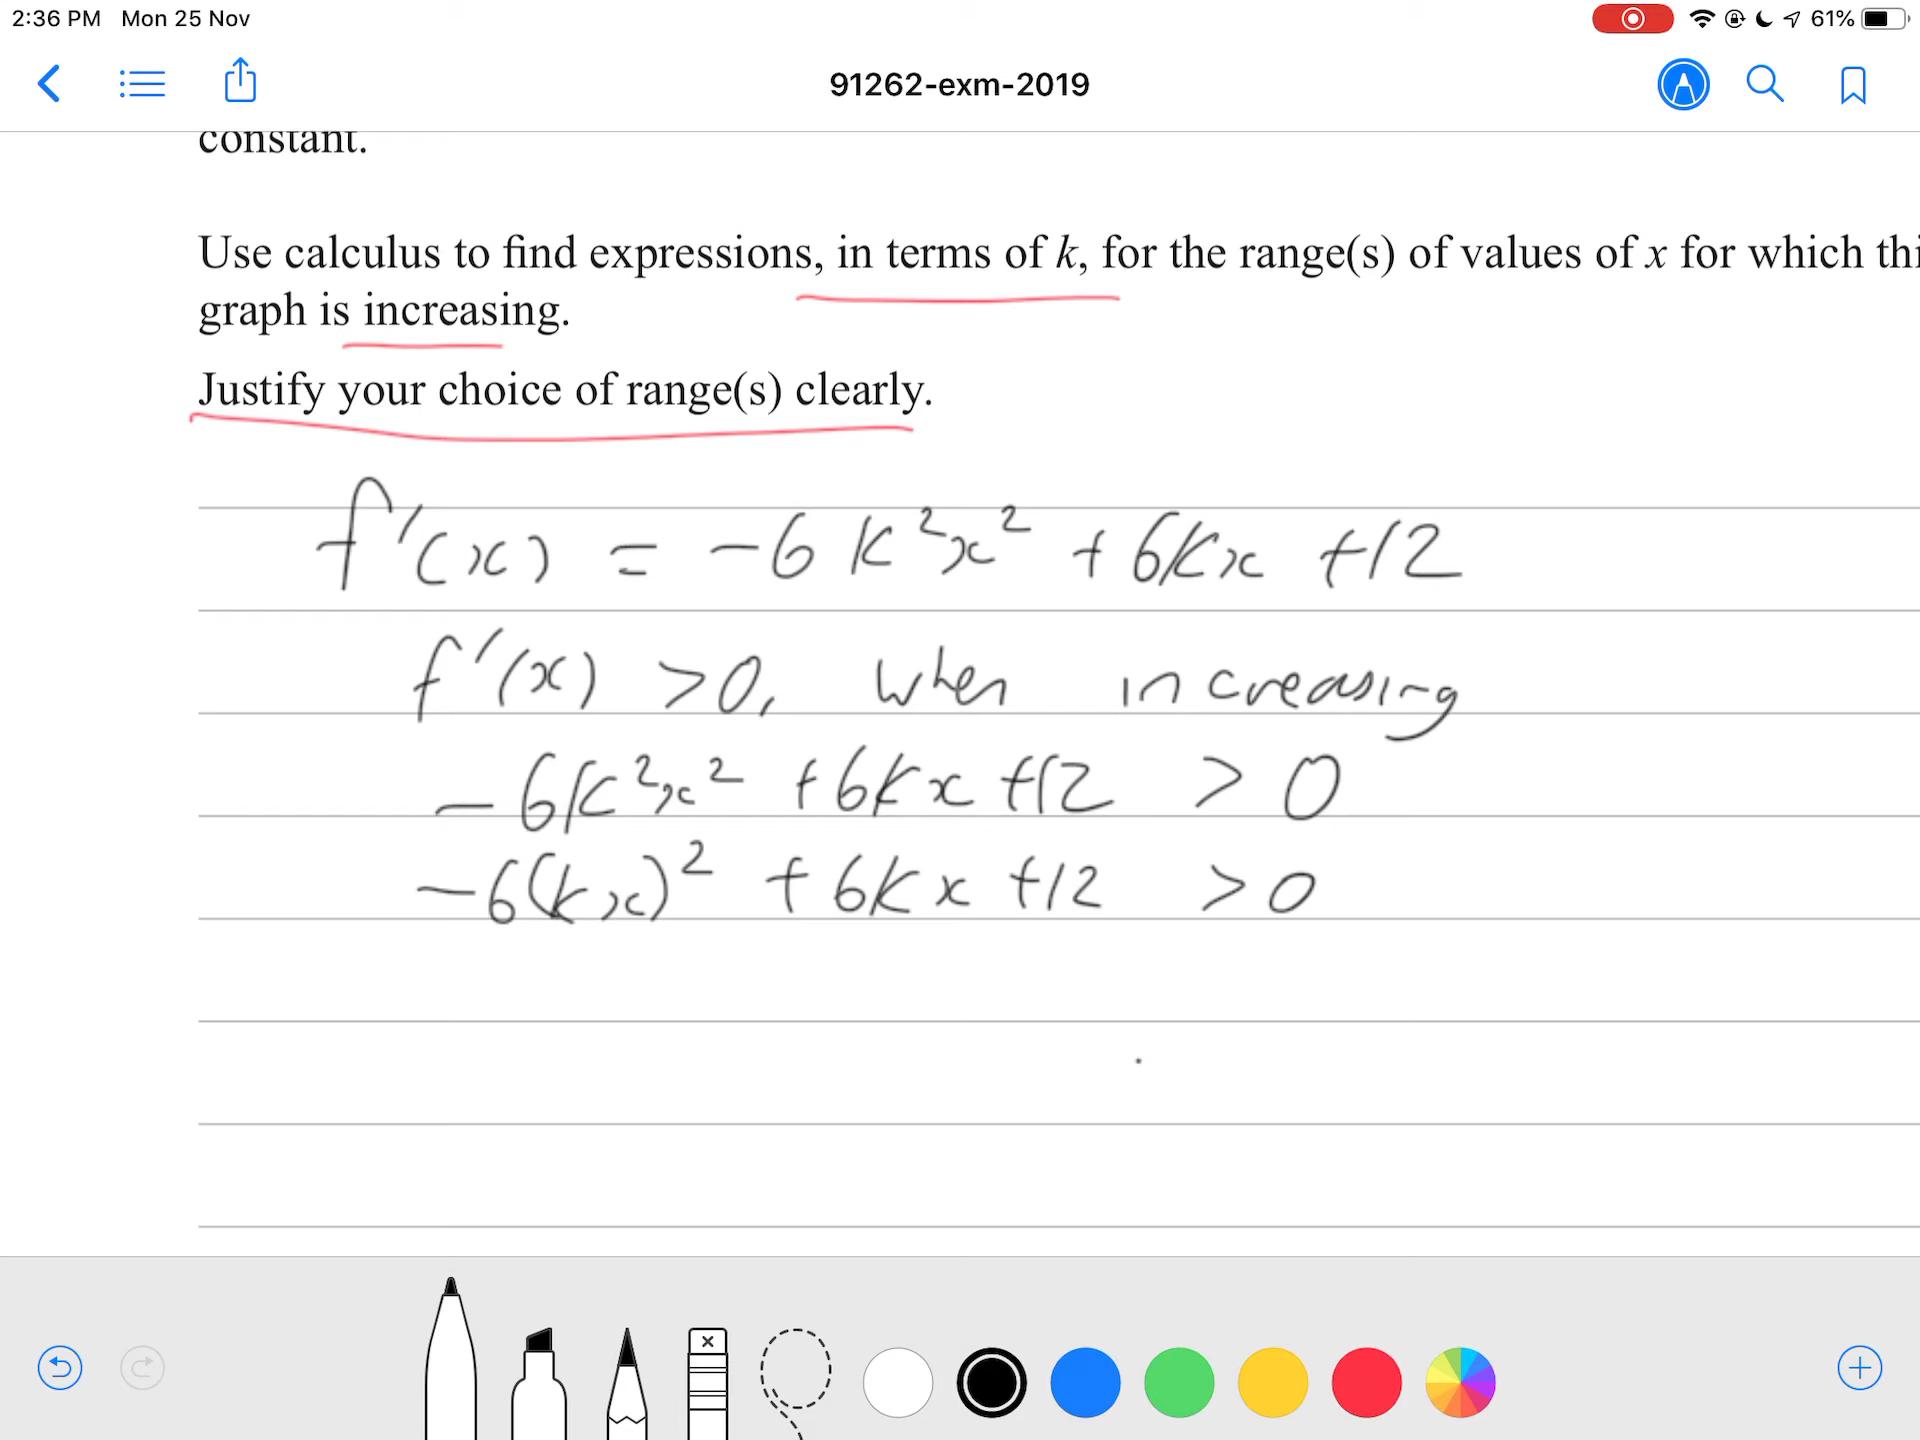 2:36 PM Mon 25 Nov 61%
91262-exm-2019
constant.
Use calculus to find expressions, in terms of k, for the range(s) of values of x for which thi
graph is increasing.
Justify your choice of range(s) clearly.
f'(x) = -6k²x² + 6kx + 12
f'(x) > 0, when increasing
-6k²x² + 6kx + 12 > 0
-6(kx)² + 6kx + 12 > 0